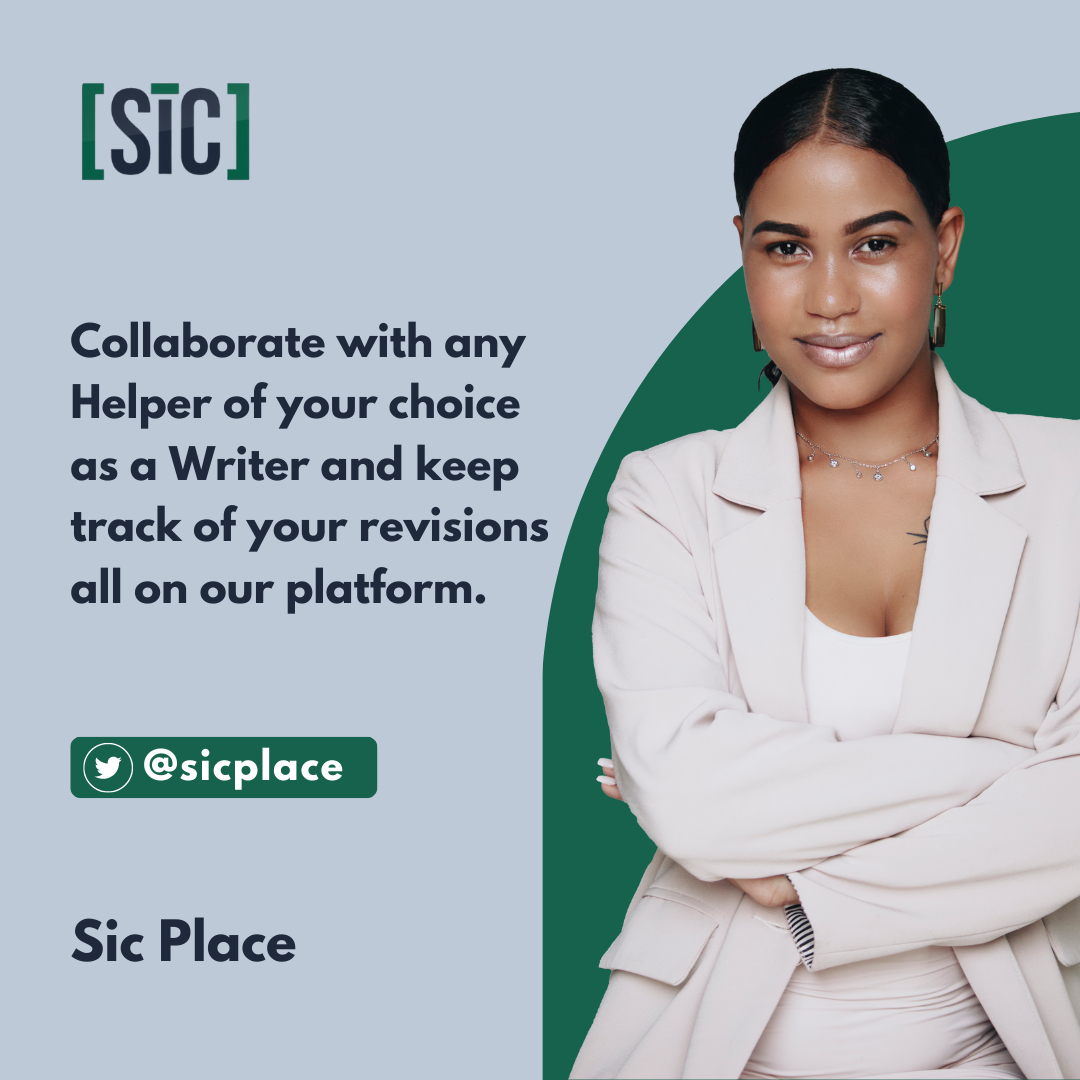 [SīC]
Collaborate with any
Helper of your choice
as a Writer and keep
track of your revisions
all on our platform.
@sicplace
Sic Place